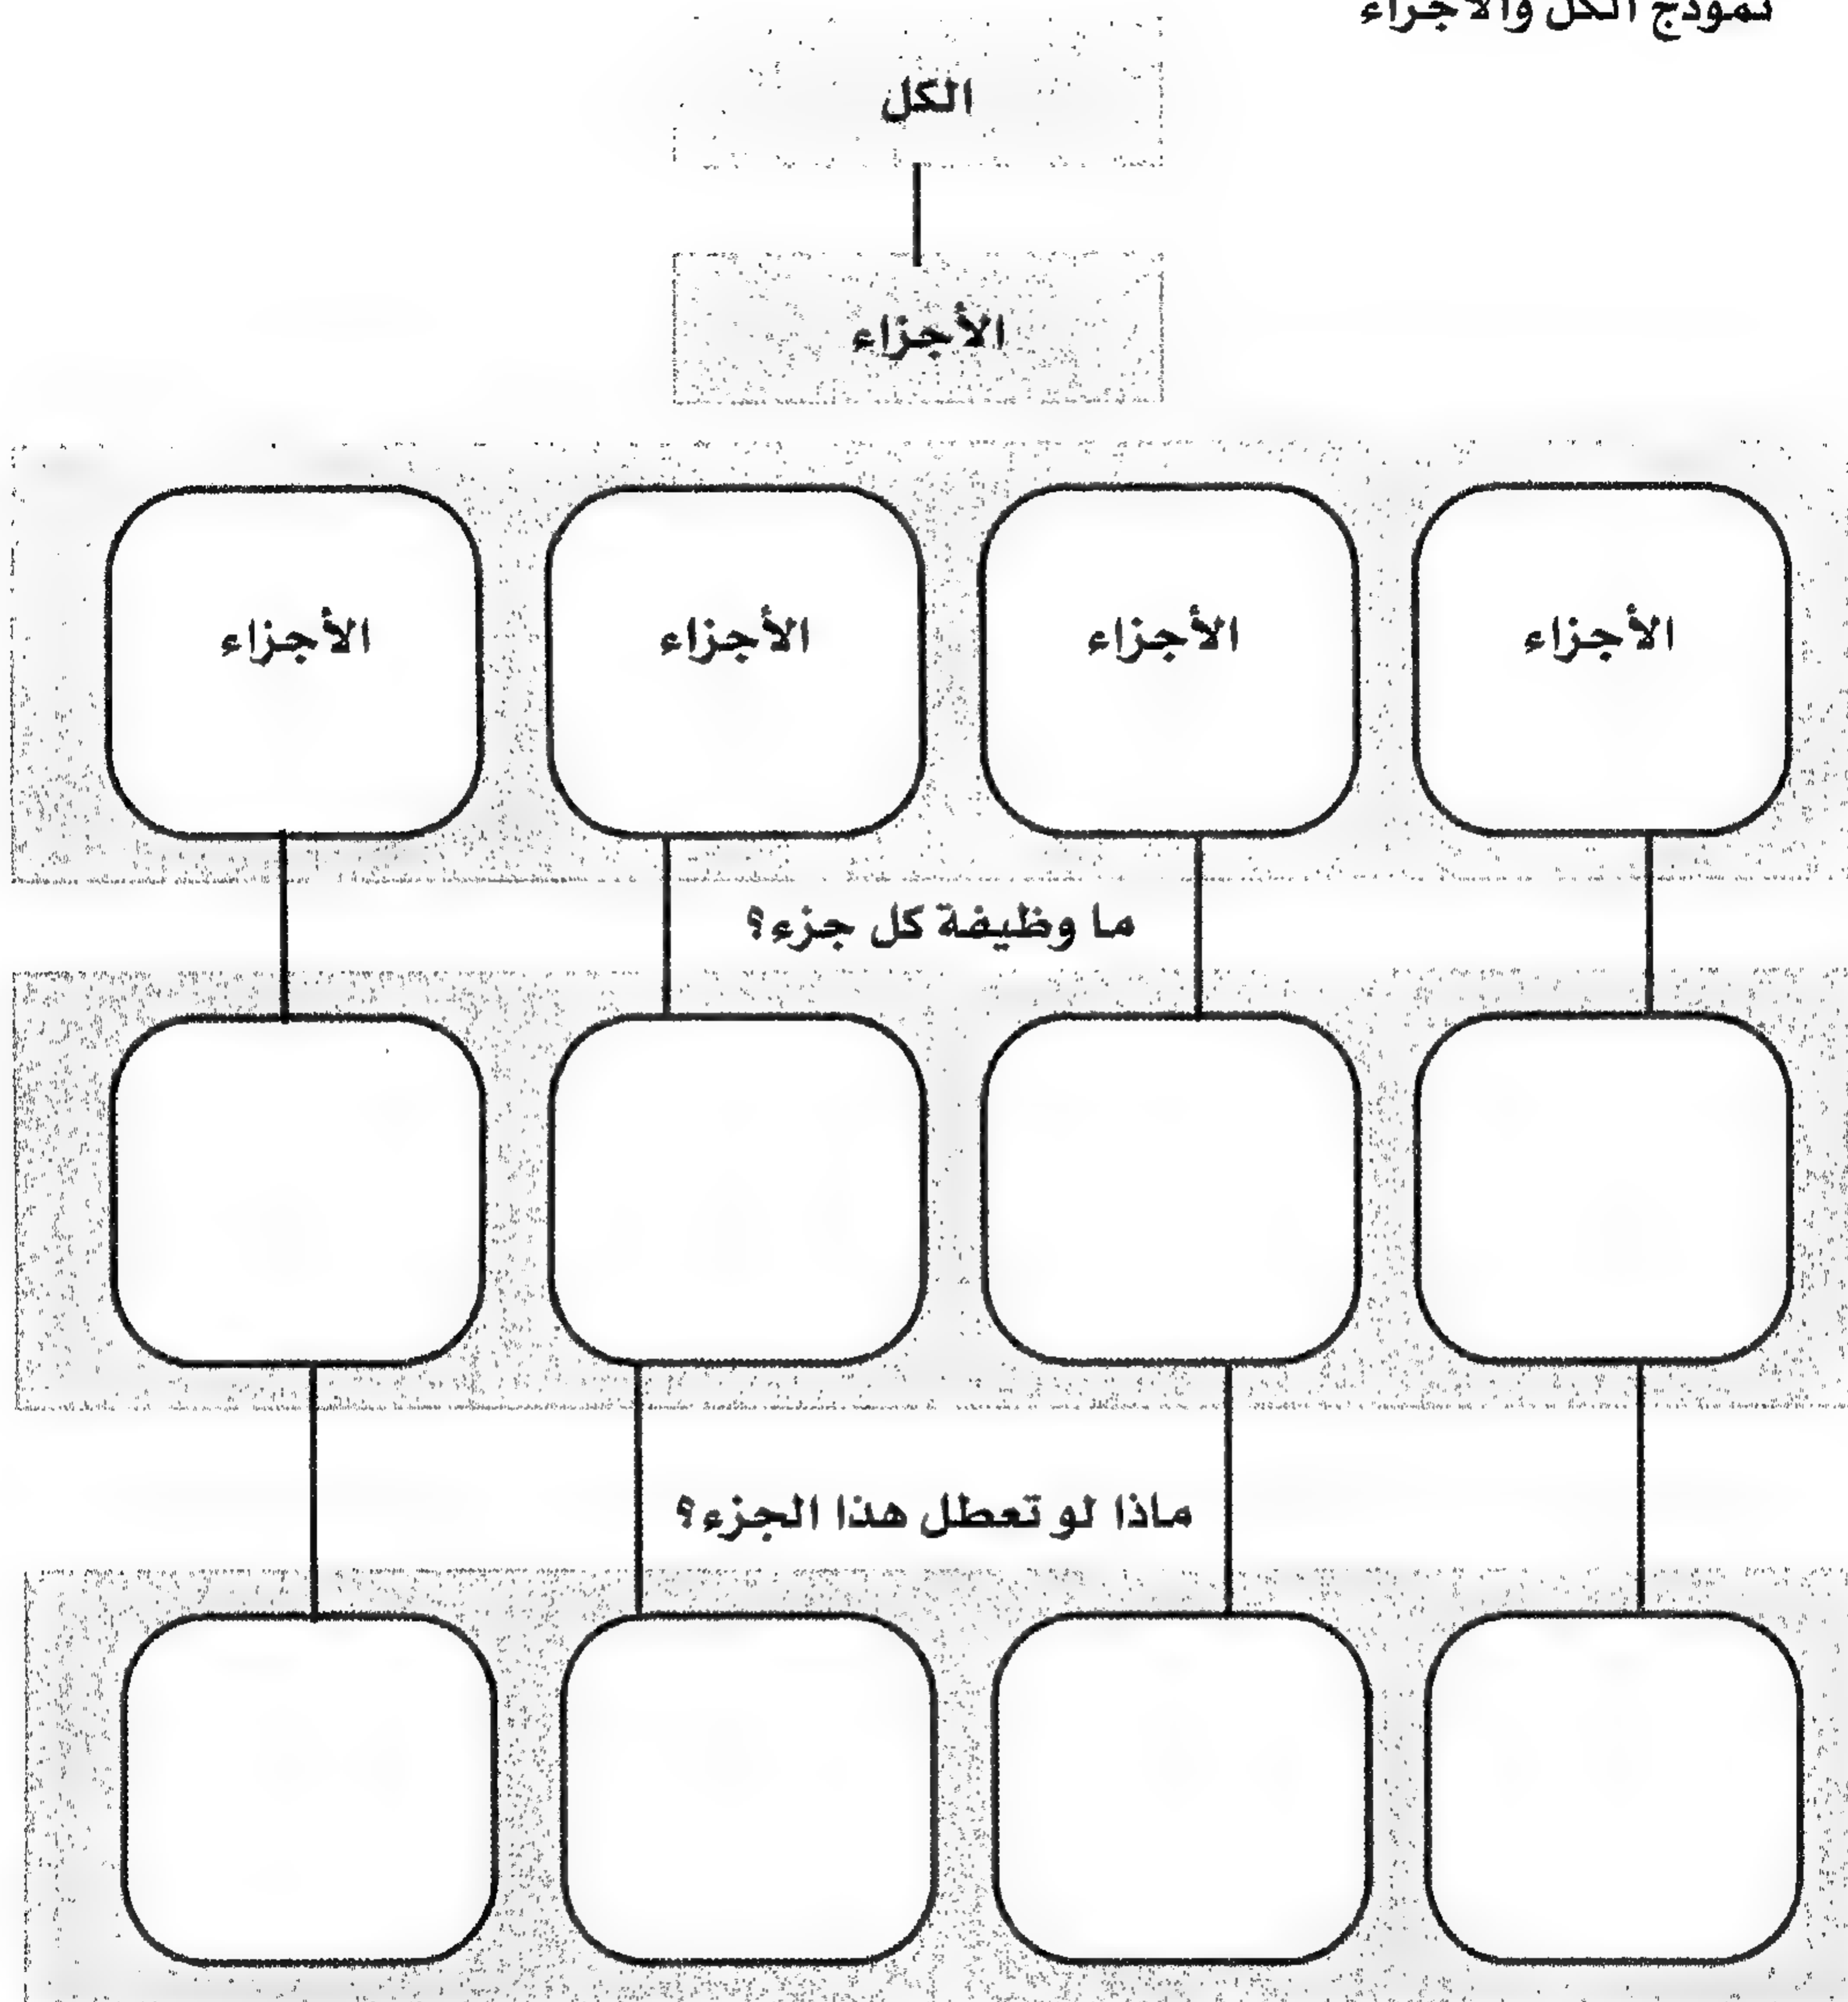 نموذج الكل والأجزاء
الكل
الأجزاء
الأجزاء
الأجزاء
الأجزاء
الأجزاء
ما وظيفة كل جزء؟
ماذا لو تعطل هذا الجزء؟